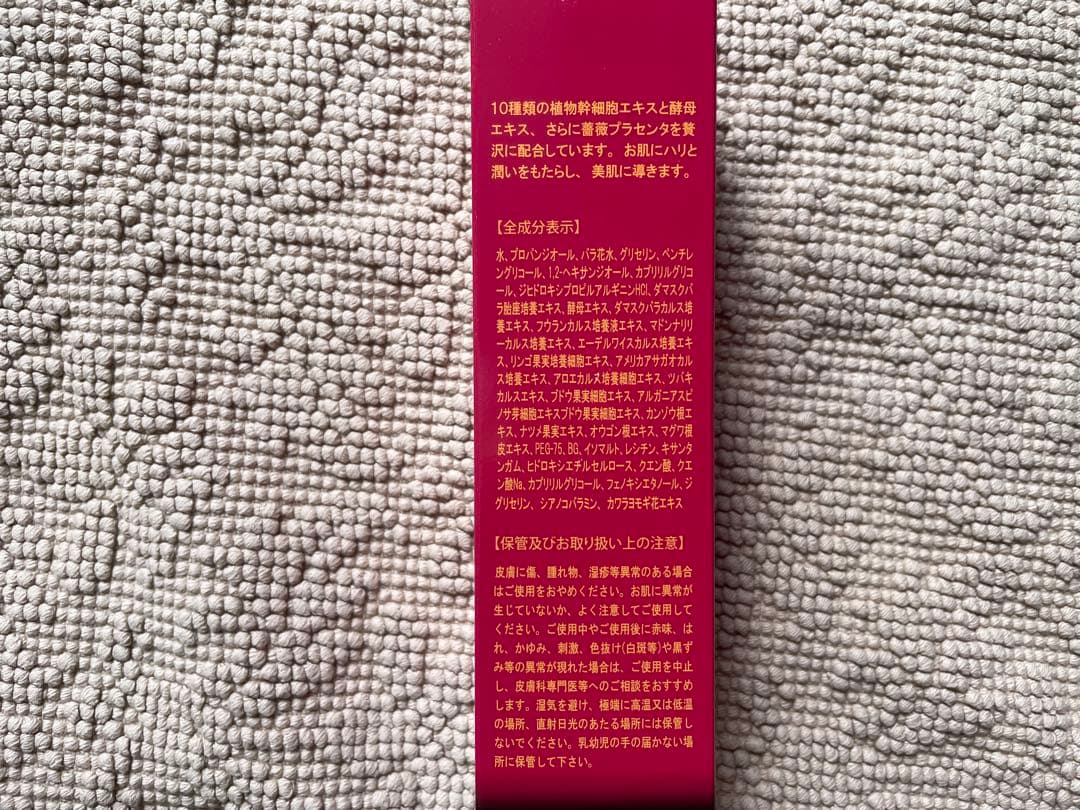 10種類の植物幹細胞エキスと酵母
エキス、さらに薔薇プラセンタを贅
沢に配合しています。お肌にハリと
潤いをもたらし、美肌に導きます。
【全成分表示】
水、プロパンジオール、バラ花水、グリセリン、ペンチレ
ングリコール、1,2-ヘキサンジオール、カプリリルグリコ
ール、ジヒドロキシプロピルアルギニンHCl、ダマスクバ
ラ胎座培養エキス、酵母エキス、ダマスクバラカルス培
養エキス、フウランカルス培養液エキス、マドンナリリ
ーカルス培養エキス、エーデルワイスカルス培養エキ
ス、リンゴ果実培養細胞エキス、アメリカアサガオカル
ス培養エキス、アロエカルヌ培養細胞エキス、ツバキ
カルスエキス、ブドウ果実細胞エキス、アルガニアスピ
ノサ芽細胞エキスブドウ果実細胞エキス、カンゾウ根エ
キス、ナツメ果実エキス、オウゴン根エキス、マグワ根
皮エキス、PEG-75、BG、イソマルト、レシチン、キサンタ
ンガム、ヒドロキシエチルセルロース、クエン酸、クエ
ン酸Na、カプリリルグリコール、フェノキシエタノール、ジ
グリセリン、シアノコバラミン、カワラヨモギ花エキス
【保管及びお取り扱い上の注意】
皮膚に傷、腫れ物、湿疹等異常のある場合
はご使用をおやめください。お肌に異常が
生じていないか、よく注意してご使用して
ください。ご使用中やご使用後に赤味、は
れ、かゆみ、刺激、色抜け(白斑等)や黒ず
み等の異常が現れた場合は、ご使用を中止
し、皮膚科専門医等へのご相談をおすすめ
します。湿気を避け、極端に高温又は低温
の場所、直射日光のあたる場所には保管し
ないでください。乳幼児の手の届かない場
所に保管して下さい。